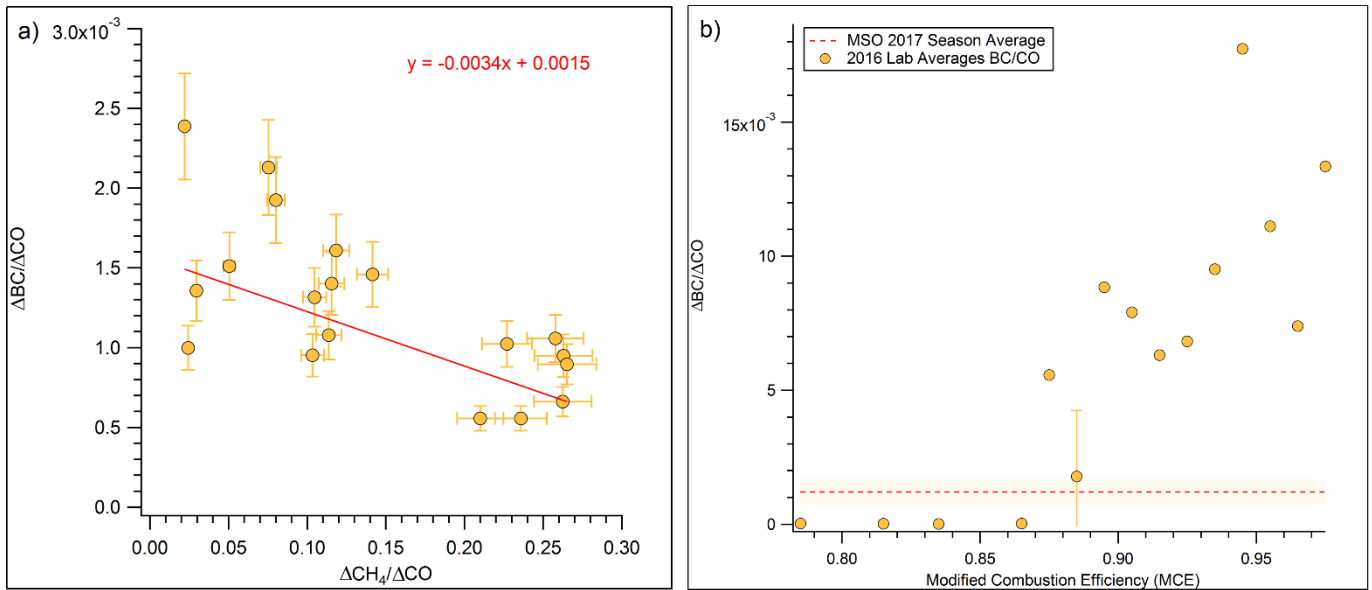 a)
3.0x10⁻³
y = -0.0034x + 0.0015
2.5
2.0
1.5
1.0
0.5
0.0
ΔBC/ΔCO
0.00 0.05 0.10 0.15 0.20 0.25 0.30
ΔCH₄/ΔCO
b)
MSO 2017 Season Average
2016 Lab Averages BC/CO
15x10⁻³
10
5
0
ΔBC/ΔCO
0.80 0.85 0.90 0.95
Modified Combustion Efficiency (MCE)